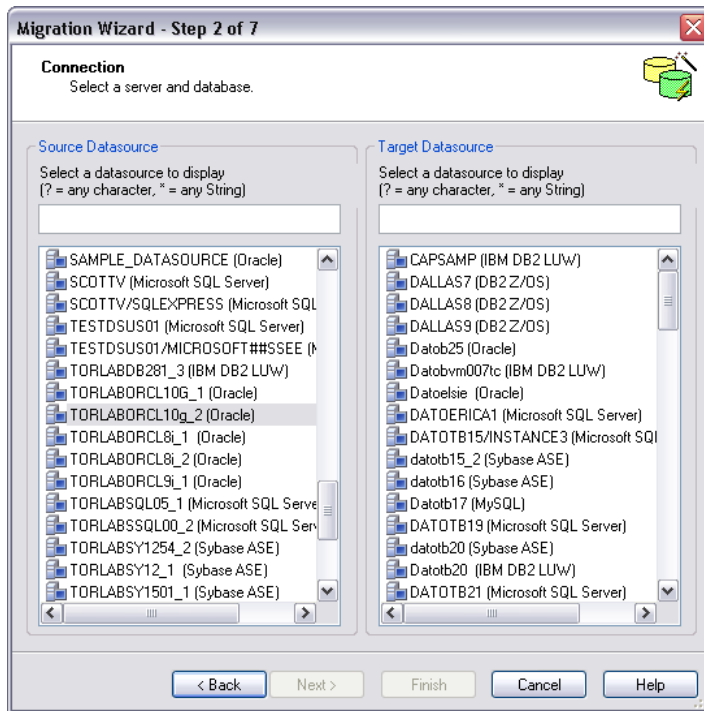 Migration Wizard - Step 2 of 7
Connection
Select a server and database.
Source Datasource
Select a datasource to display
(? = any character, * = any String)
SAMPLE_DATASOURCE (Oracle)
SCOTTV (Microsoft SQL Server)
SCOTTV/SQLEXPRESS (Microsoft SQL
TESTDSUS01 (Microsoft SQL Server)
TESTDSUS01/MICROSOFT##SSEE (M
TORLABDB281_3 (IBM DB2 LUW)
TORLABORCL10G_1 (Oracle)
TORLABORCL10g_2 (Oracle)
TORLABORCL8i_1 (Oracle)
TORLABORCL8i_2 (Oracle)
TORLABORCL9i_1 (Oracle)
TORLABSQL05_1 (Microsoft SQL Serve
TORLABSSQL00_2 (Microsoft SQL Serv
TORLABSY1254_2 (Sybase ASE)
TORLABSY12_1 (Sybase ASE)
TORLABSY1501_1 (Sybase ASE)
Target Datasource
Select a datasource to display
(? = any character, * = any String)
CAPSAMP (IBM DB2 LUW)
DALLAS7 (DB2 Z/OS)
DALLAS8 (DB2 Z/OS)
DALLAS9 (DB2 Z/OS)
Datob25 (Oracle)
Datobvm007tc (IBM DB2 LUW)
Datoelsie (Oracle)
DATOERICA1 (Microsoft SQL Server)
DATOTB15/INSTANCE3 (Microsoft SQL
datotb15_2 (Sybase ASE)
datotb16 (Sybase ASE)
Datotb17 (MySQL)
DATOTB19 (Microsoft SQL Server)
datotb20 (Sybase ASE)
Datotb20 (IBM DB2 LUW)
DATOTB21 (Microsoft SQL Server)
< Back
Next >
Finish
Cancel
Help